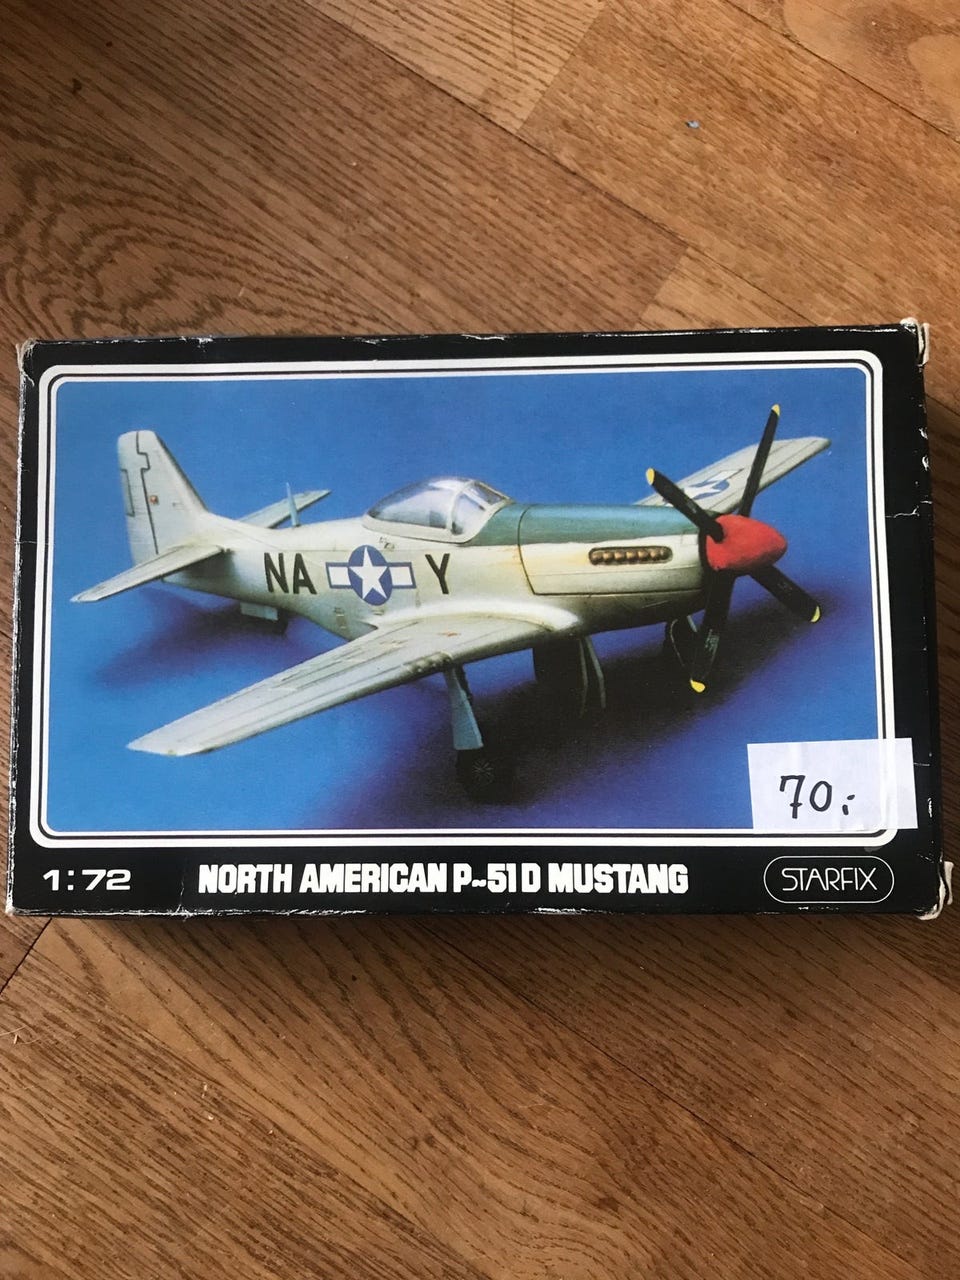 NA Y
70:
1:72 NORTH AMERICAN P-51 D MUSTANG STARFIX